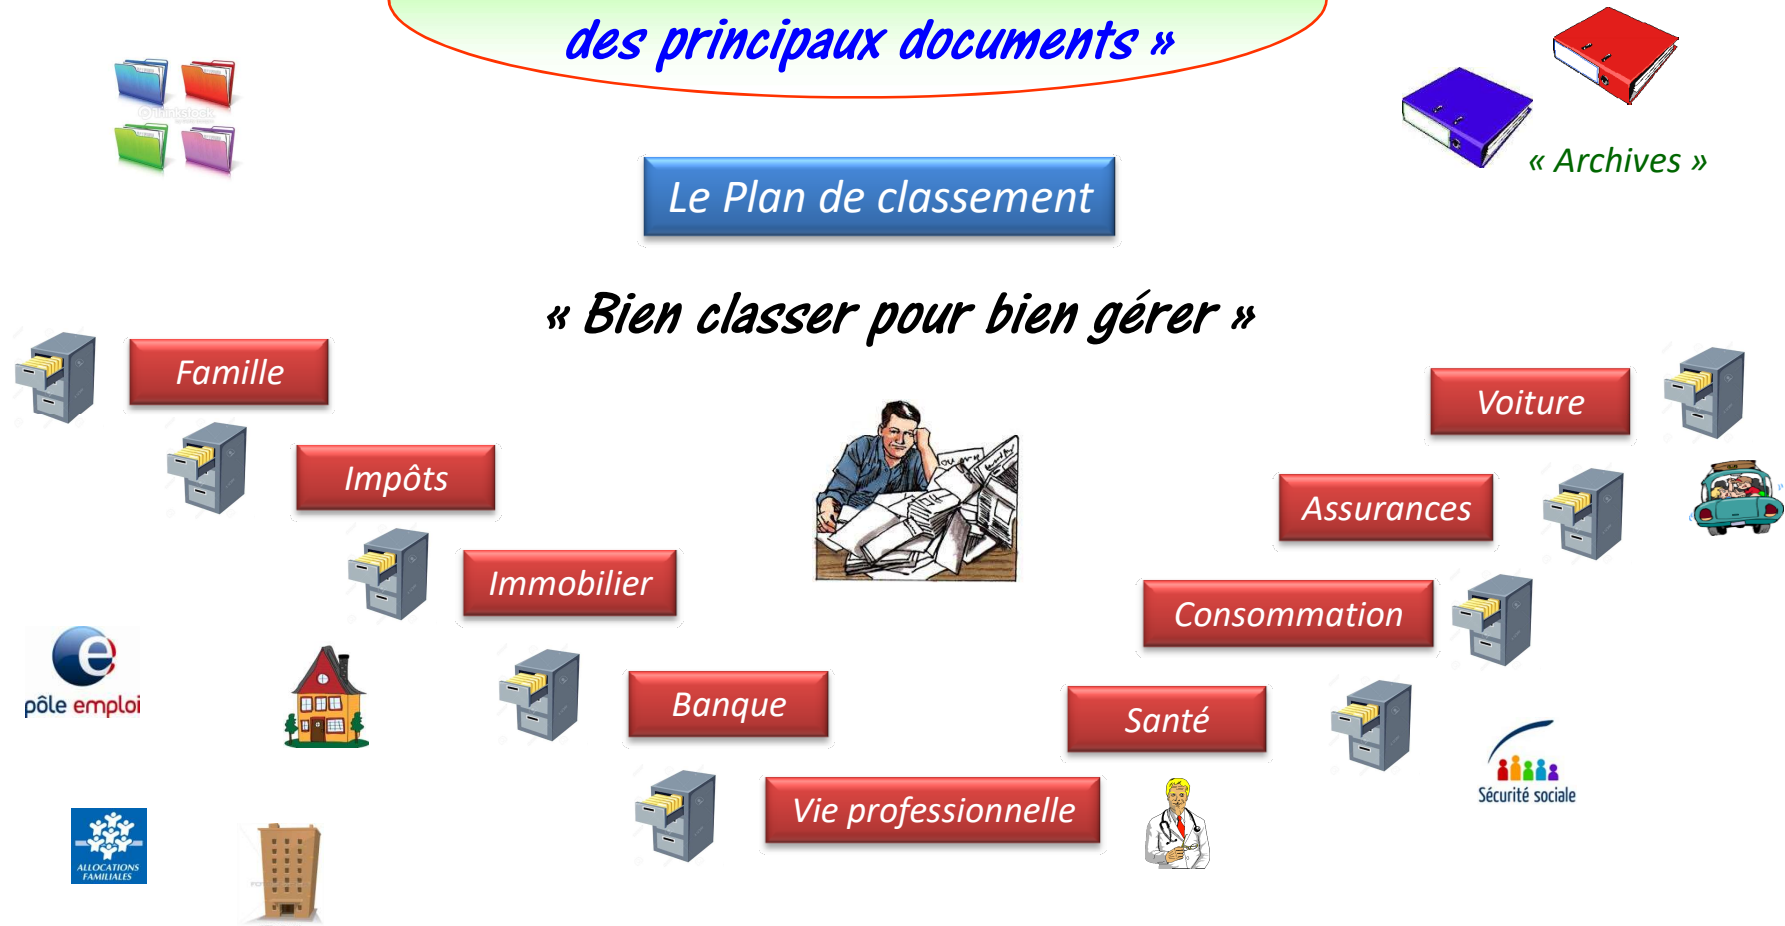 des principaux documents »
thinkstock
« Archives »
Le Plan de classement
« Bien classer pour bien gérer »
Famille
Voiture
Impôts
Assurances
Immobilier
Consommation
pôle emploi
Banque
Santé
Vie professionnelle
Sécurité sociale
ALLOCATIONS
FAMILIALES